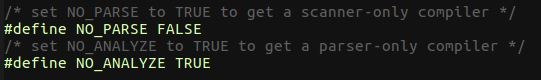 /* set NO_PARSE to TRUE to get a scanner-only compiler */
#define NO_PARSE FALSE
/* set NO_ANALYZE to TRUE to get a parser-only compiler */
#define NO_ANALYZE TRUE